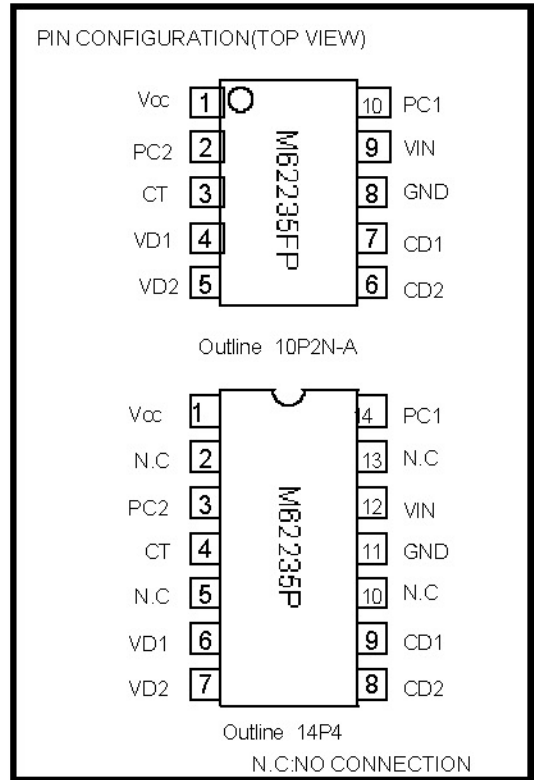 PIN CONFIGURATION(TOP VIEW)
Vcc 1 10 PC1
PC2 2 9 VIN
CT 3 8 GND
VD1 4 7 CD1
VD2 5 6 CD2
M62235FP
Outline 10P2N-A
Vcc 1 14 PC1
N.C 2 13 N.C
PC2 3 12 VIN
CT 4 11 GND
N.C 5 10 N.C
VD1 6 9 CD1
VD2 7 8 CD2
M62235P
Outline 14P4
N.C:NO CONNECTION